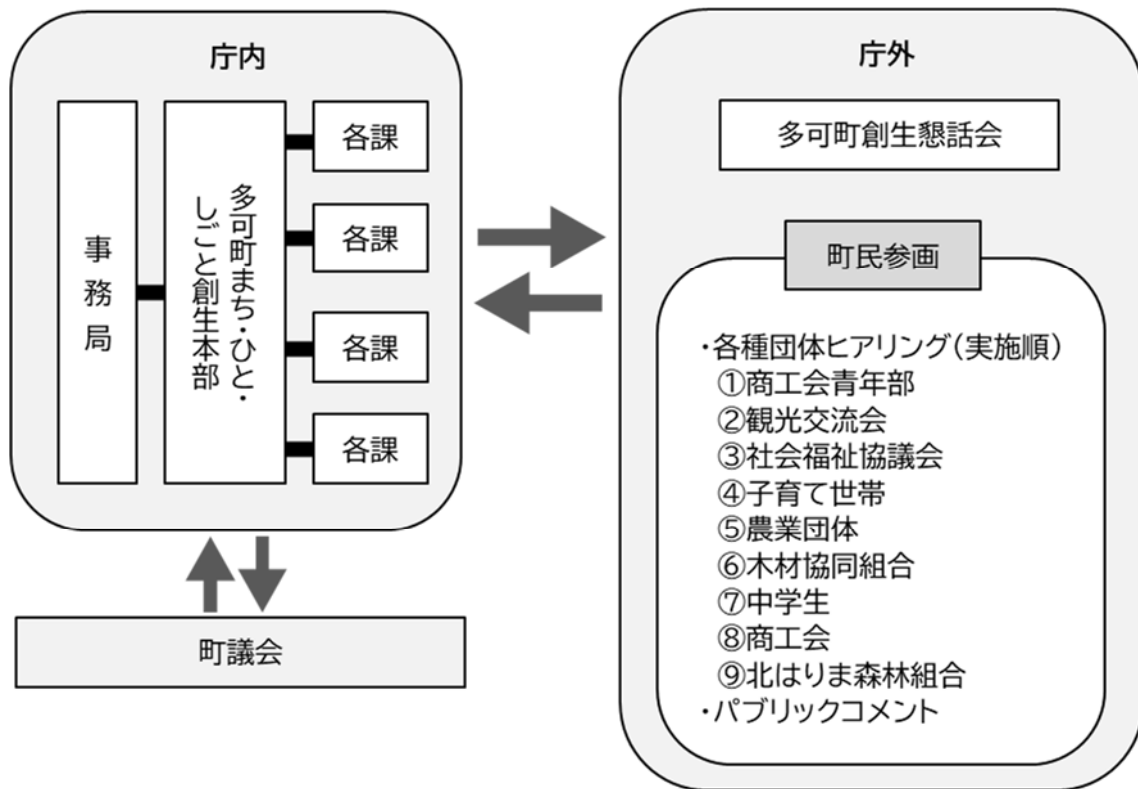 庁内
事務局
多可町まち・ひと・
しごと創生本部
各課
各課
各課
各課
町議会
庁外
多可町創生懇話会
町民参画
・各種団体ヒアリング(実施順)
①商工会青年部
②観光交流会
③社会福祉協議会
④子育て世帯
⑤農業団体
⑥木材協同組合
⑦中学生
⑧商工会
⑨北はりま森林組合
・パブリックコメント